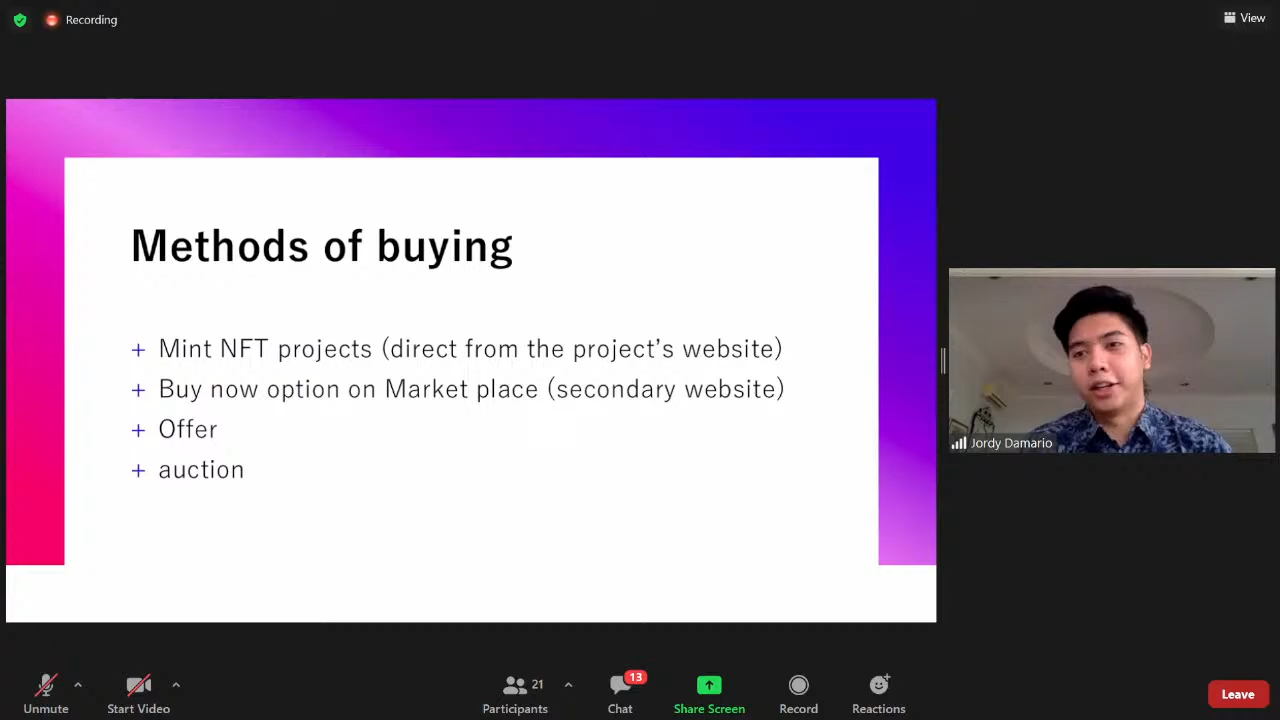 Recording
View
Methods of buying
+ Mint NFT projects (direct from the project's website)
+ Buy now option on Market place (secondary website)
+ Offer
+ auction
Jordy Damario
Unmute
Start Video
21
Participants
13
Chat
Share Screen
Record
Reactions
Leave